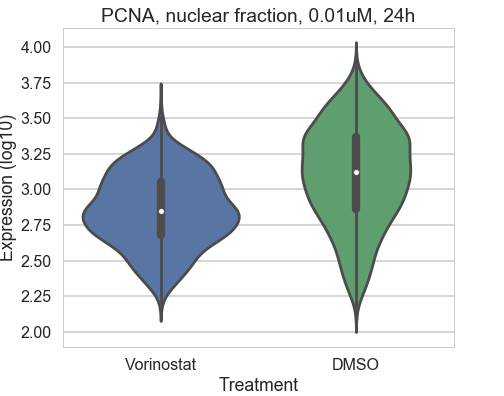 PCNA, nuclear fraction, 0.01uM, 24h
4.00
3.75
3.50
3.25
3.00
2.75
2.50
2.25
2.00
Expression (log10)
Vorinostat
DMSO
Treatment